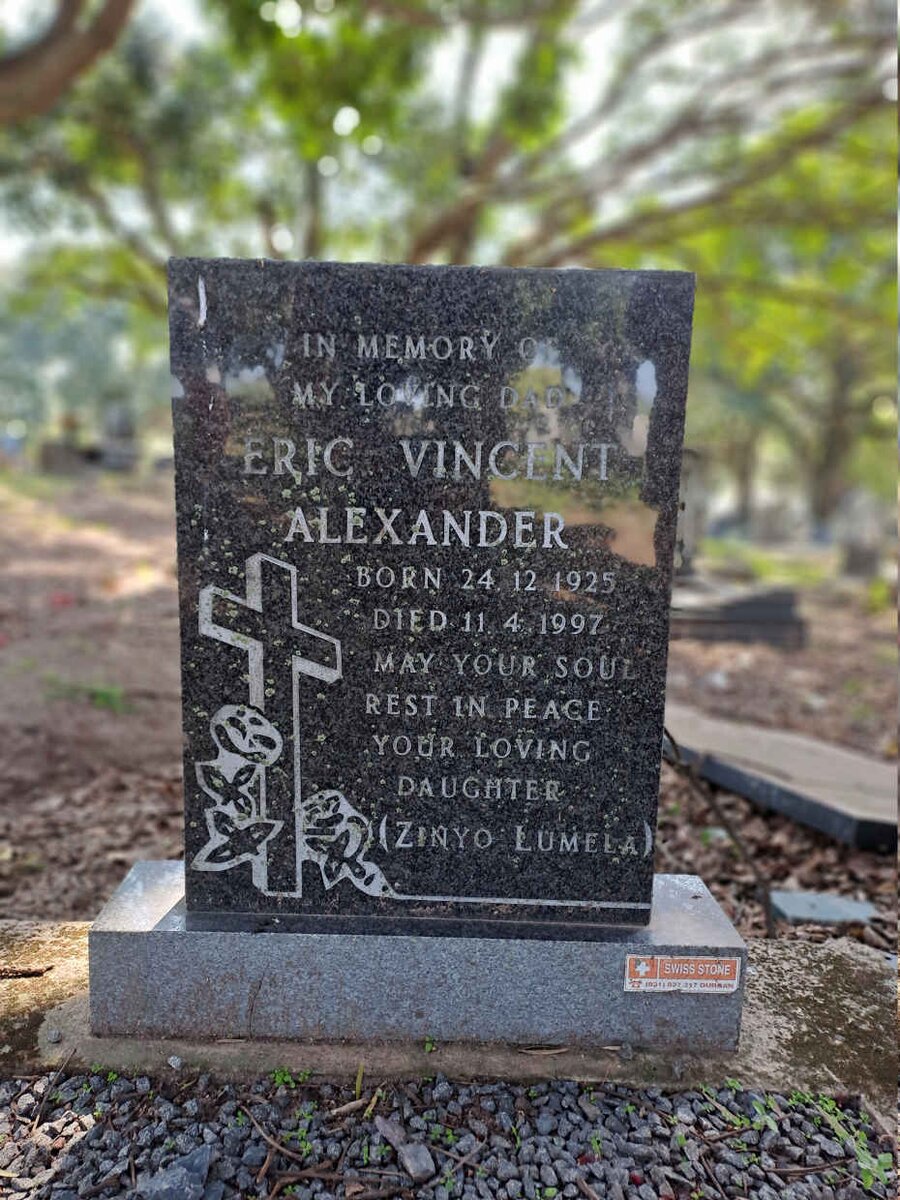 IN MEMORY OF
MY LOVING DAD
ERIC VINCENT
ALEXANDER
BORN 24 12 1925
DIED 11 4 1997
MAY YOUR SOUL
REST IN PEACE
YOUR LOVING
DAUGHTER
(ZINYO LUMELA)
SWISS STONE
DURBAN